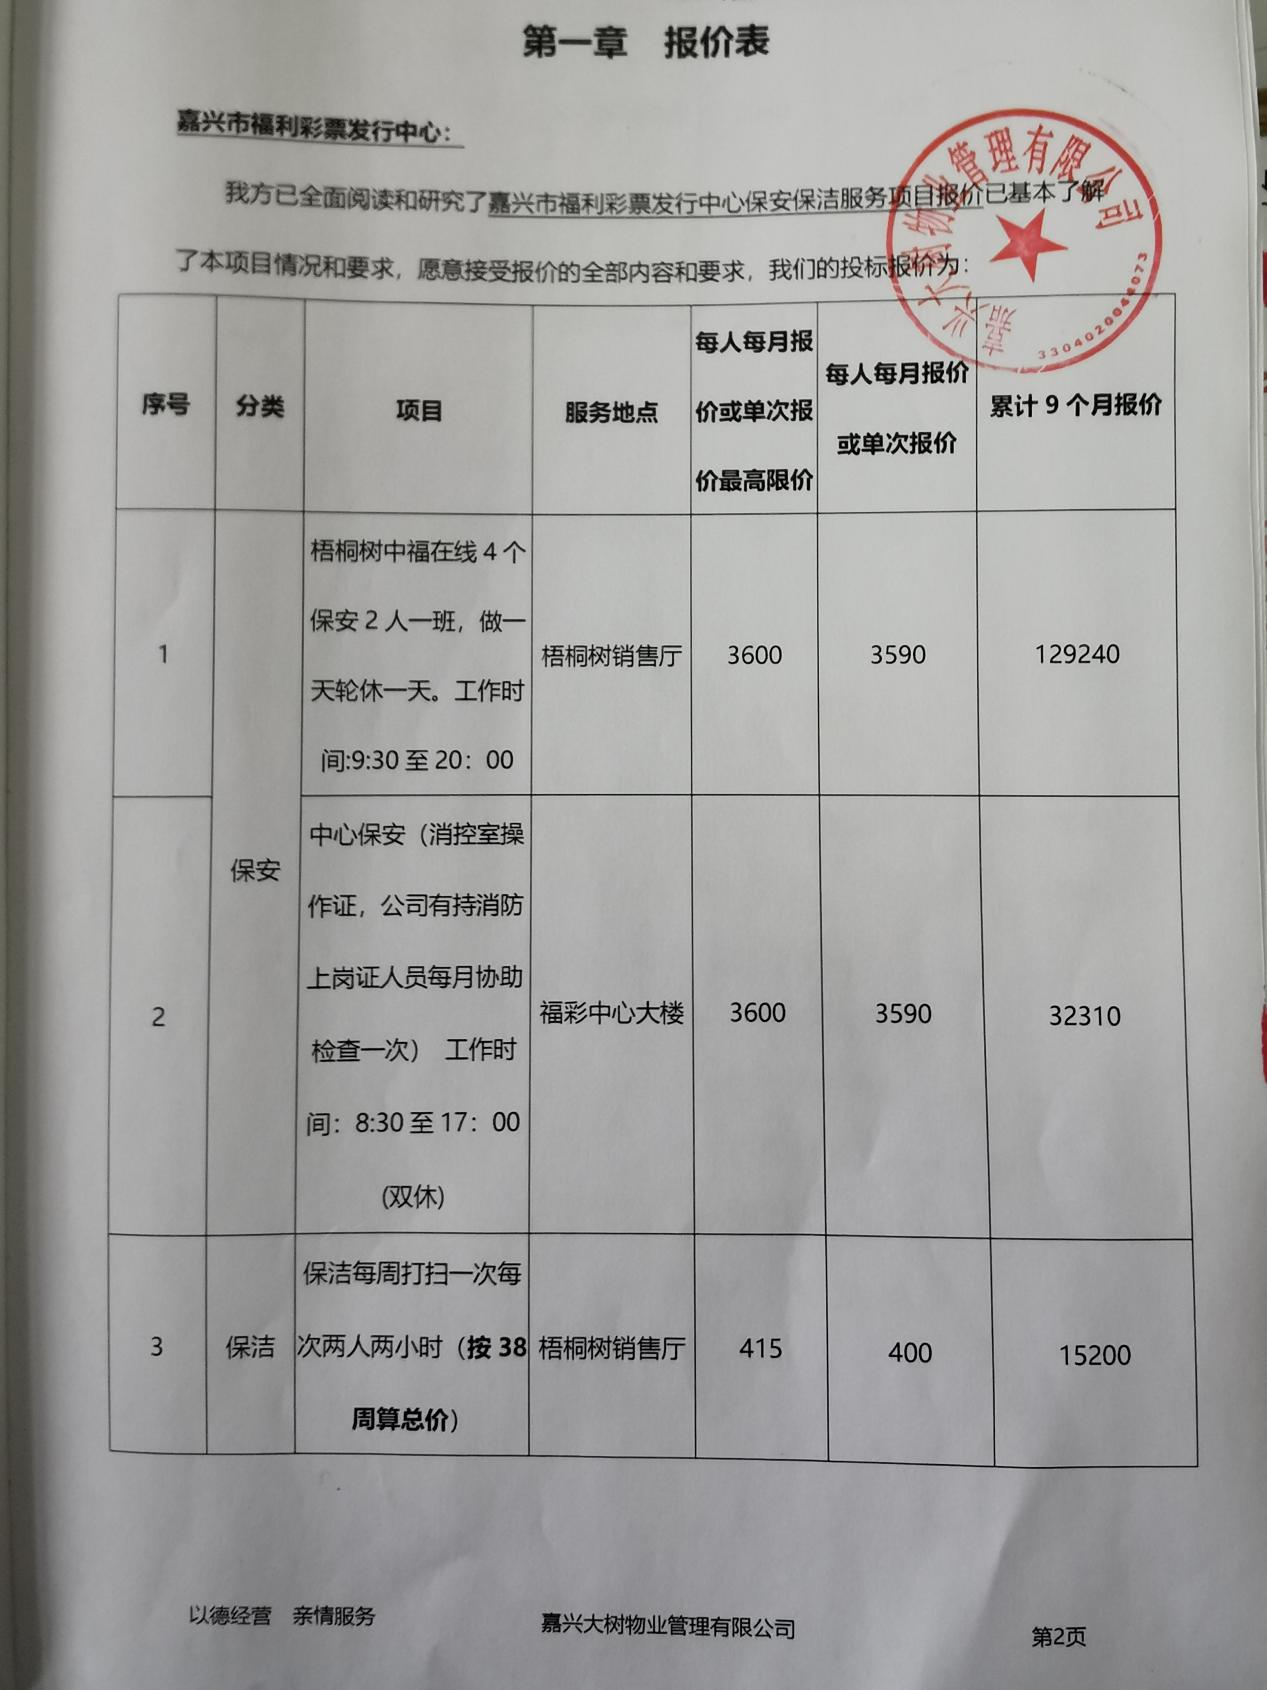 第一章 报价表
嘉兴市福利彩票发行中心：
我方已全面阅读和研究了嘉兴市福利彩票发行中心保安保洁服务项目报价已基本了解
了本项目情况和要求，愿意接受报价的全部内容和要求，我们的投标报价为：
嘉兴大树物业管理有限公司
3304020044073
序号
分类
项目
服务地点
每人每月报
价或单次报
价最高限价
每人每月报价
或单次报价
累计 9 个月报价
1
保安
梧桐树中福在线 4 个
保安 2 人一班，做一
天轮休一天。工作时
间:9:30 至 20：00
梧桐树销售厅
3600
3590
129240
2
中心保安（消控室操
作证，公司有持消防
上岗证人员每月协助
检查一次） 工作时
间：8:30 至 17：00
(双休)
福彩中心大楼
3600
3590
32310
3
保洁
保洁每周打扫一次每
次两人两小时（按 38
周算总价）
梧桐树销售厅
415
400
15200
以德经营 亲情服务
嘉兴大树物业管理有限公司
第2页